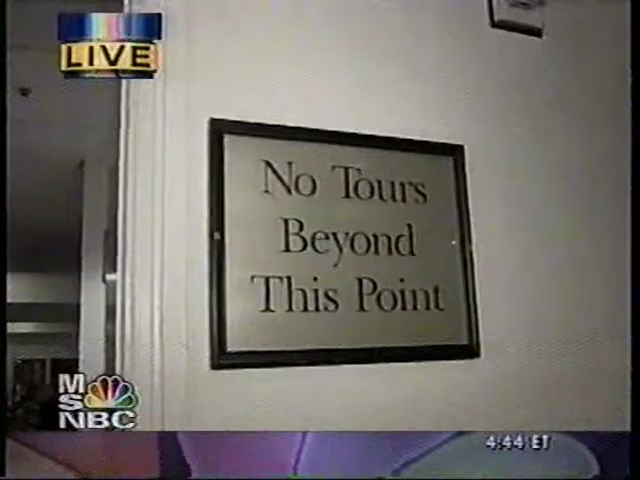 LIVE
No Tours
Beyond
This Point
MSNBC
4:44 ET